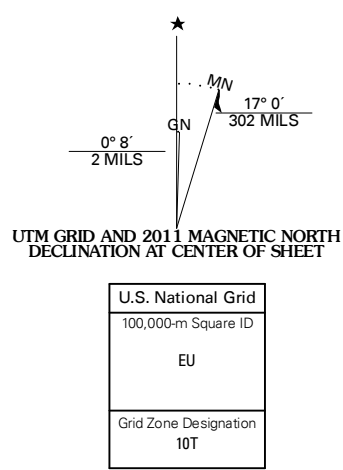 MN
GN
17° 0´
302 MILS
0° 8´
2 MILS
UTM GRID AND 2011 MAGNETIC NORTH
DECLINATION AT CENTER OF SHEET
U.S. National Grid
100,000-m Square ID
EU
Grid Zone Designation
10T